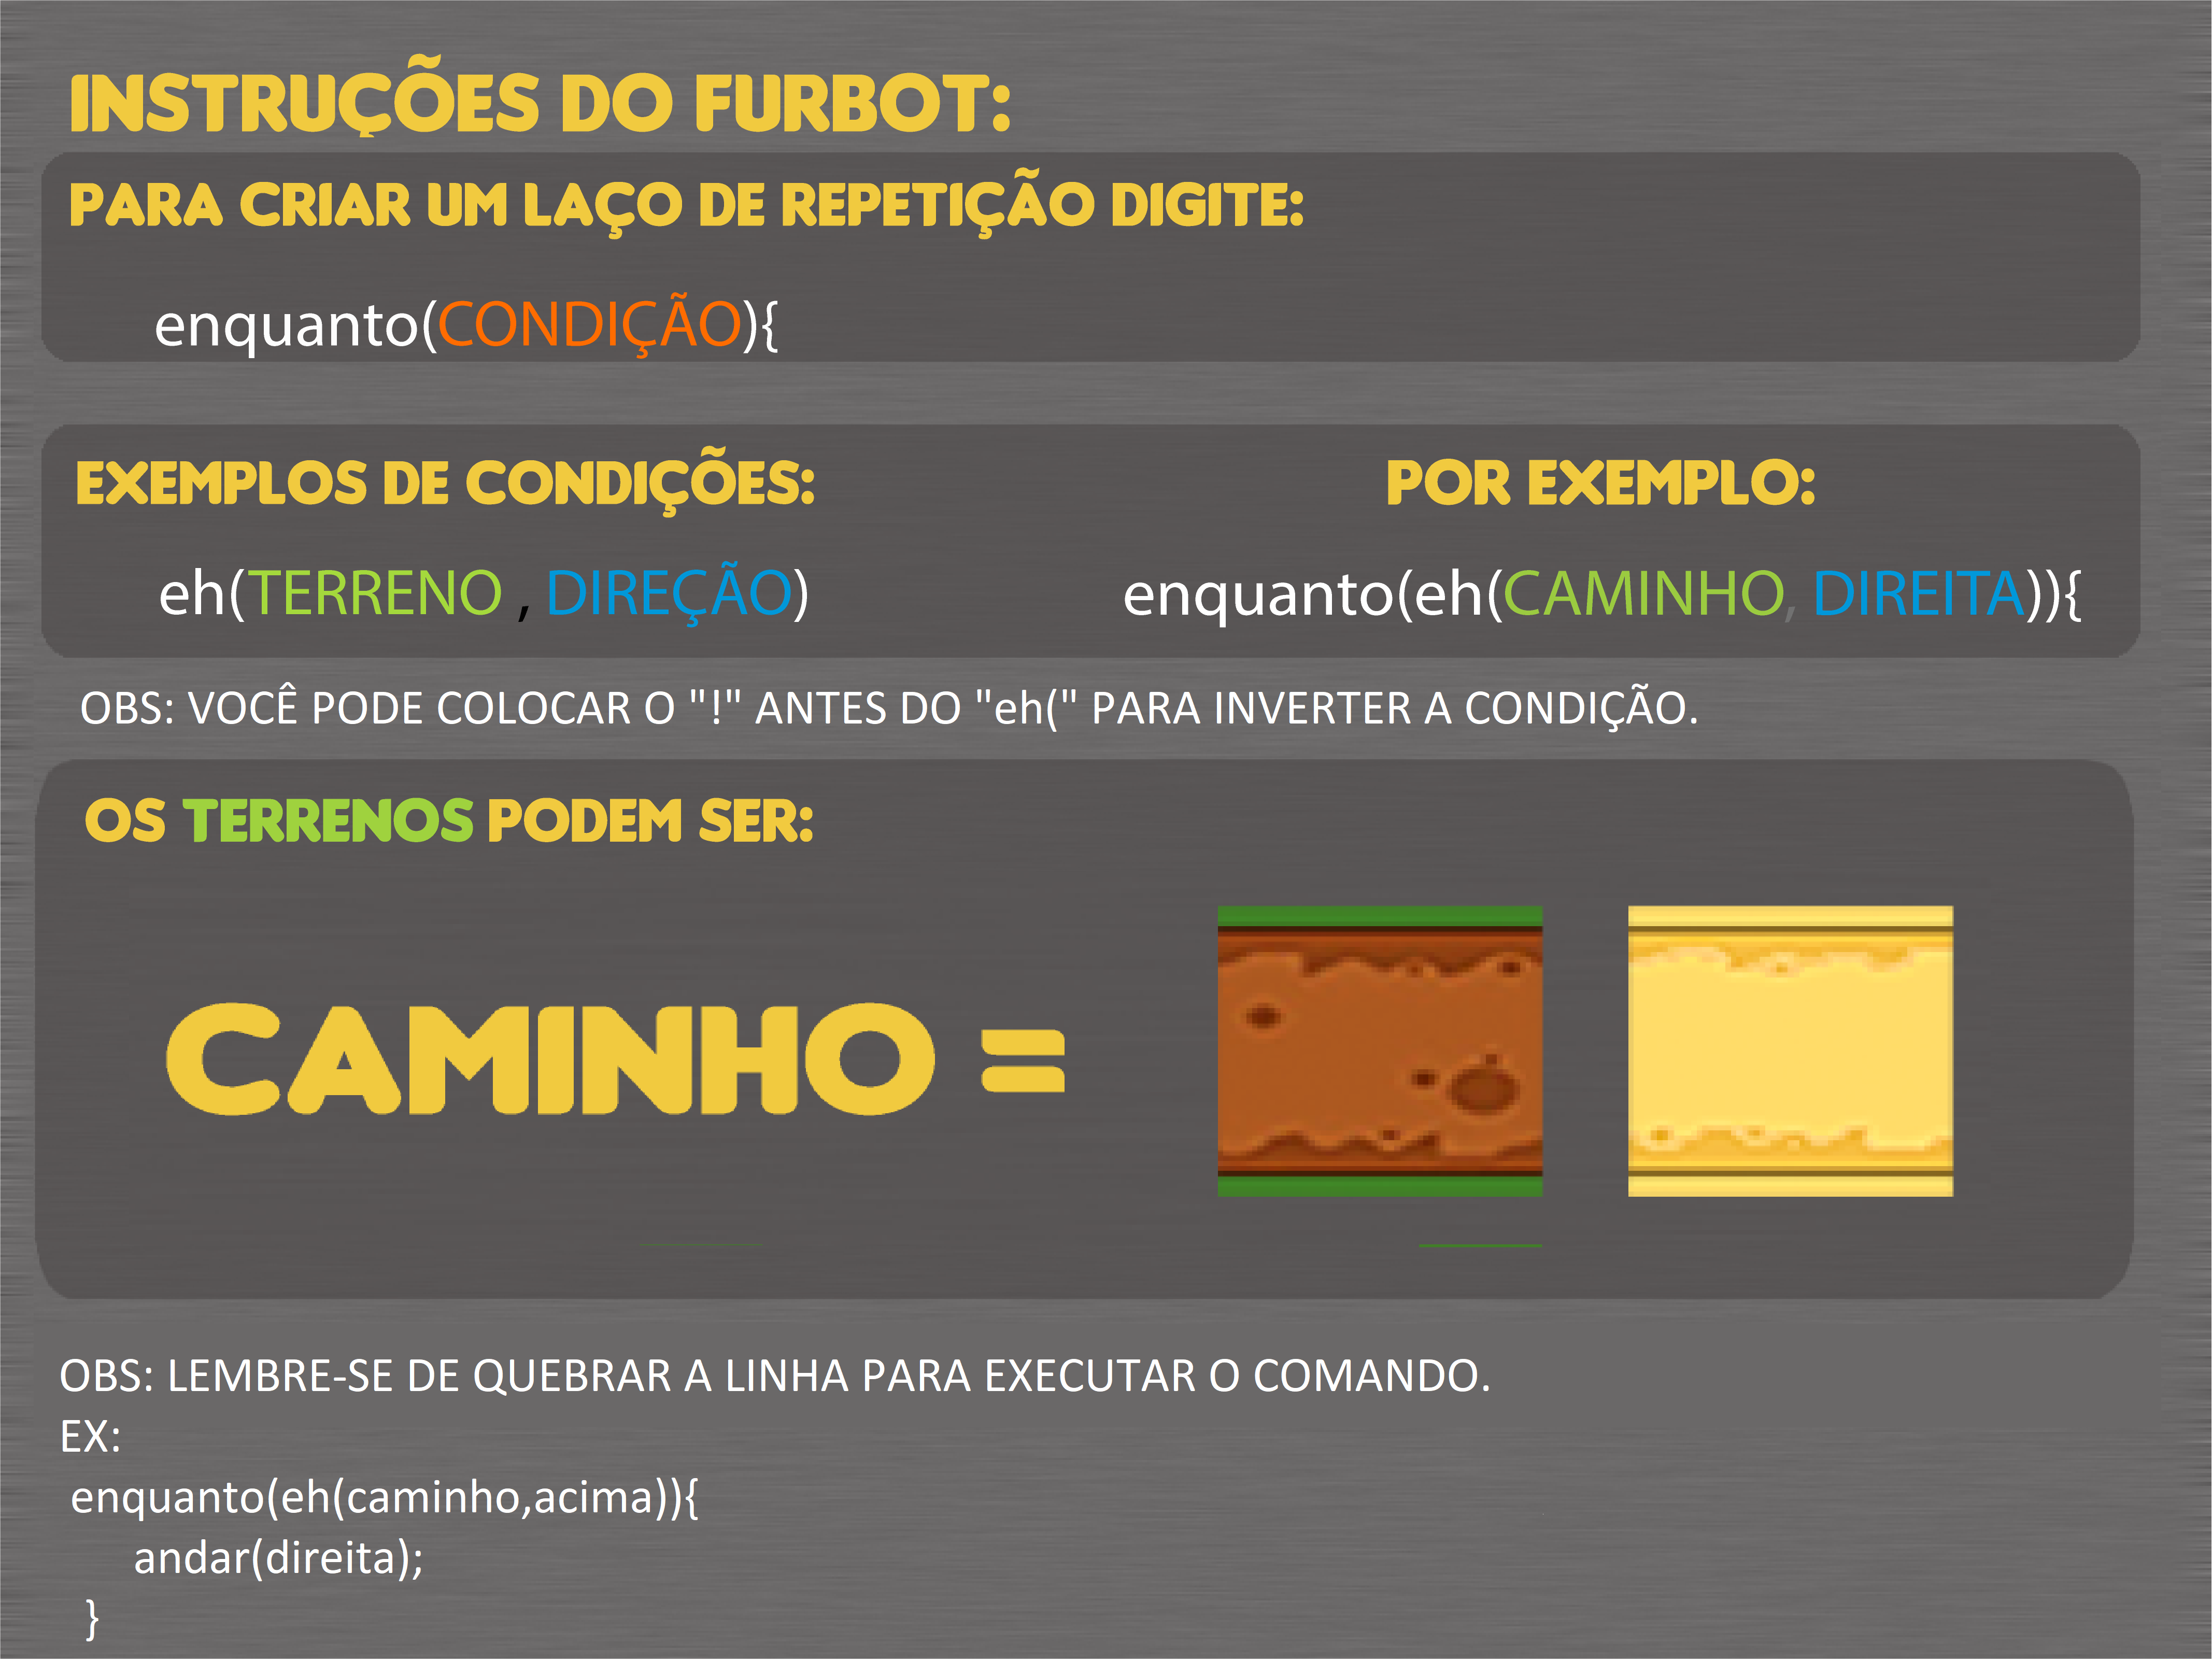 INSTRUÇÕES DO FURBOT:
PARA CRIAR UM LAÇO DE REPETIÇÃO DIGITE:
enquanto(CONDIÇÃO){
EXEMPLOS DE CONDIÇÕES:
POR EXEMPLO:
eh(TERRENO , DIREÇÃO)
enquanto(eh(CAMINHO, DIREITA)){
OBS: VOCÊ PODE COLOCAR O "!" ANTES DO "eh(" PARA INVERTER A CONDIÇÃO.
OS TERRENOS PODEM SER:
CAMINHO =
OBS: LEMBRE-SE DE QUEBRAR A LINHA PARA EXECUTAR O COMANDO.
EX:
enquanto(eh(caminho,acima)){
andar(direita);
}